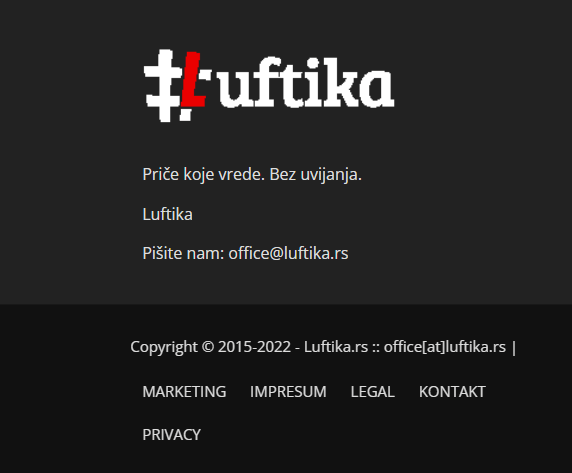 #Luftika
Priče koje vrede. Bez uvijanja.
Luftika
Pišite nam: office@luftika.rs
Copyright © 2015-2022 - Luftika.rs :: office[at]luftika.rs |
MARKETING IMPRESUM LEGAL KONTAKT
PRIVACY